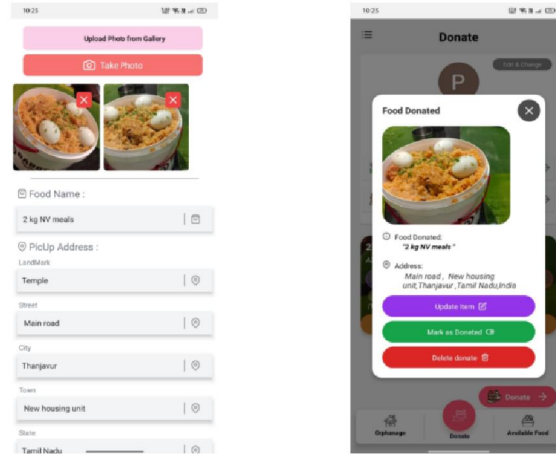 10:23
Upload Photo from Gallery
Take Photo
Food Name :
2 kg NV meals
PicUp Address :
LandMark
Temple
Street
Main road
City
Thanjavur
Town
New housing unit
State
Tamil Nadu
10:23
Donate
P
Edit & Change
Food Donated
Food Donated:
"2 kg NV meals "
Address:
Main road , New housing
unit,Thanjavur ,Tamil Nadu,India
Update item
Mark as Donated
Delete donate
Donate
Orphanage
Donate
Available Food